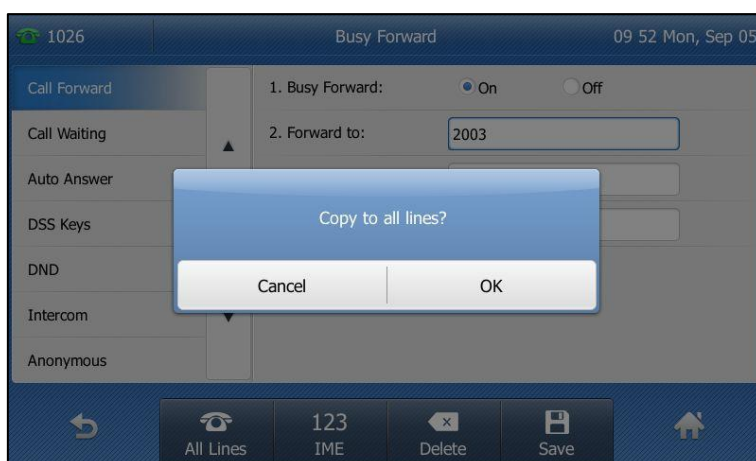 1026
Busy Forward
09 52 Mon, Sep 05
Call Forward
Call Waiting
Auto Answer
DSS Keys
DND
Intercom
Anonymous
1. Busy Forward:
On
Off
2. Forward to:
2003
Copy to all lines?
Cancel
OK
All Lines
123
IME
Delete
Save